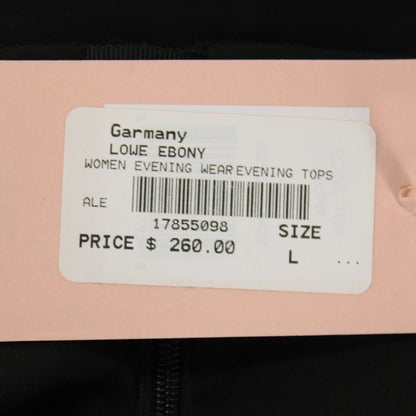 Garmany
LOWE EBONY
WOMEN EVENING WEAR EVENING TOPS
ALE
17855098
SIZE
PRICE $ 260.00
L ...